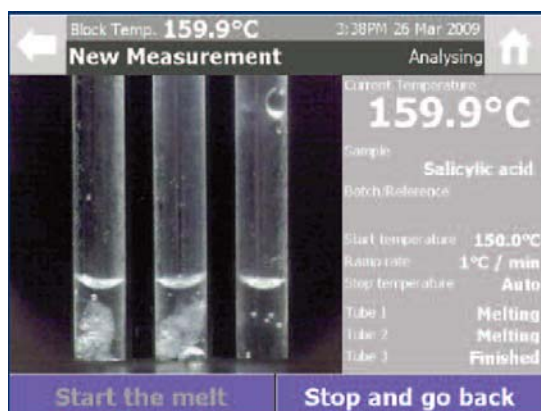 Block Temp. 159.9°C 3:38PM 26 Mar 2009
New Measurement Analysing
Current Temperature
159.9°C
Sample
Salicylic acid
Batch/Reference
Start temperature 150.0°C
Ramp rate 1°C / min
Stop temperature Auto
Tube 1 Melting
Tube 2 Melting
Tube 3 Finished
Start the melt Stop and go back